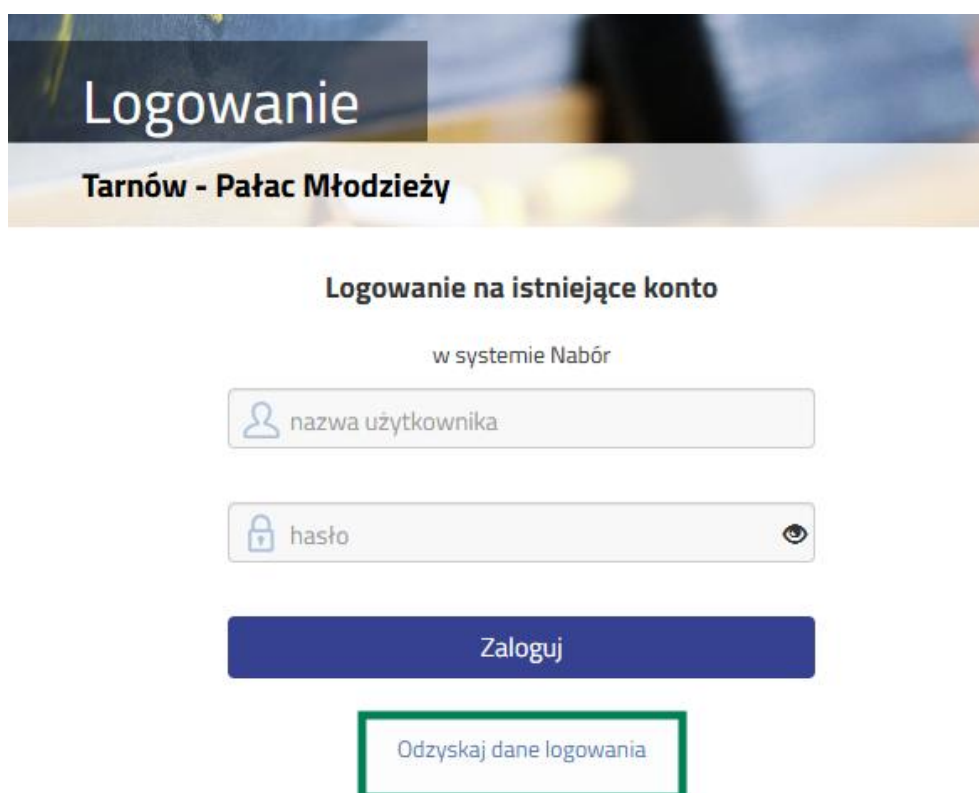 Logowanie
Tarnów - Pałac Młodzieży
Logowanie na istniejące konto
w systemie Nabór
nazwa użytkownika
hasło
Zaloguj
Odzyskaj dane logowania